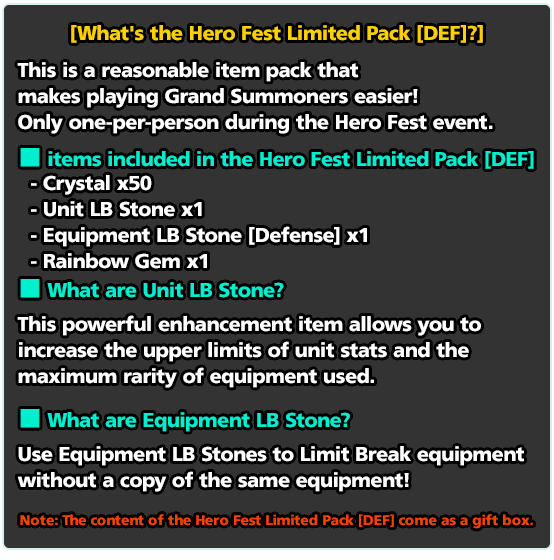 [What's the Hero Fest Limited Pack [DEF]?]
This is a reasonable item pack that
makes playing Grand Summoners easier!
Only one-per-person during the Hero Fest event.
■ items included in the Hero Fest Limited Pack [DEF]
- Crystal x50
- Unit LB Stone x1
- Equipment LB Stone [Defense] x1
- Rainbow Gem x1
■ What are Unit LB Stone?
This powerful enhancement item allows you to
increase the upper limits of unit stats and the
maximum rarity of equipment used.
■ What are Equipment LB Stone?
Use Equipment LB Stones to Limit Break equipment
without a copy of the same equipment!
Note: The content of the Hero Fest Limited Pack [DEF] come as a gift box.